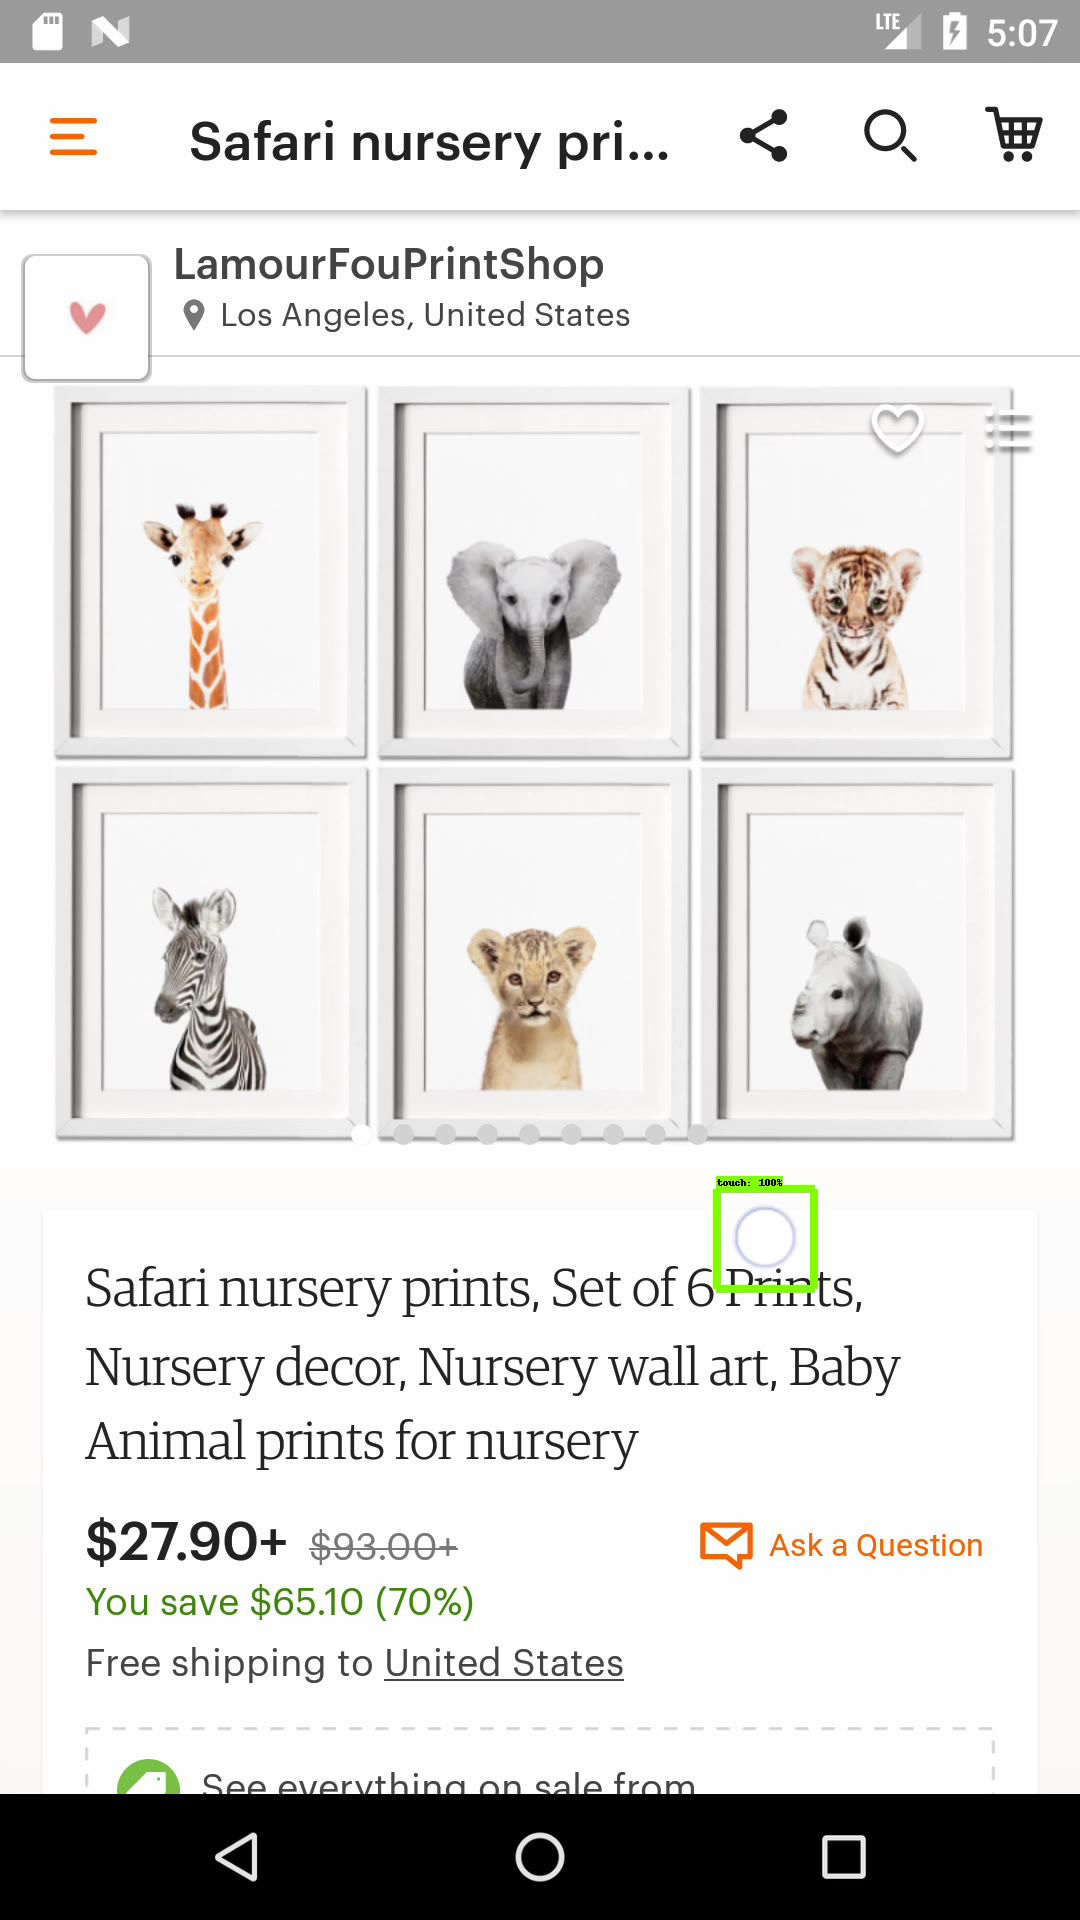 LTE 5:07
Safari nursery pri...
LamourFouPrintShop
Los Angeles, United States
touch: 100%
Safari nursery prints, Set of 6 Prints,
Nursery decor, Nursery wall art, Baby
Animal prints for nursery
$27.90+ $93.00+
Ask a Question
You save $65.10 (70%)
Free shipping to United States
See everything on sale from